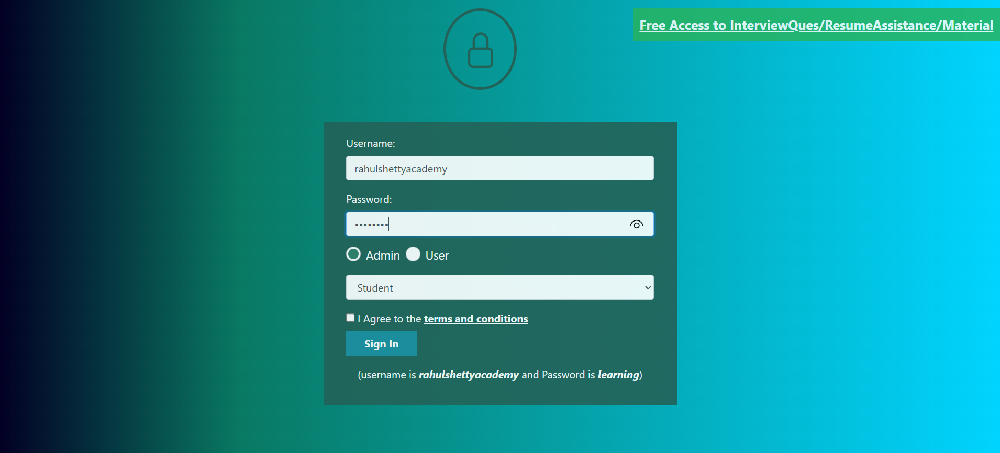 Free Access to InterviewQues/ResumeAssistance/Material
Username:
rahulshettyacademy
Password:
••••••••
Admin User
Student
I Agree to the terms and conditions
Sign In
(username is rahulshettyacademy and Password is learning)